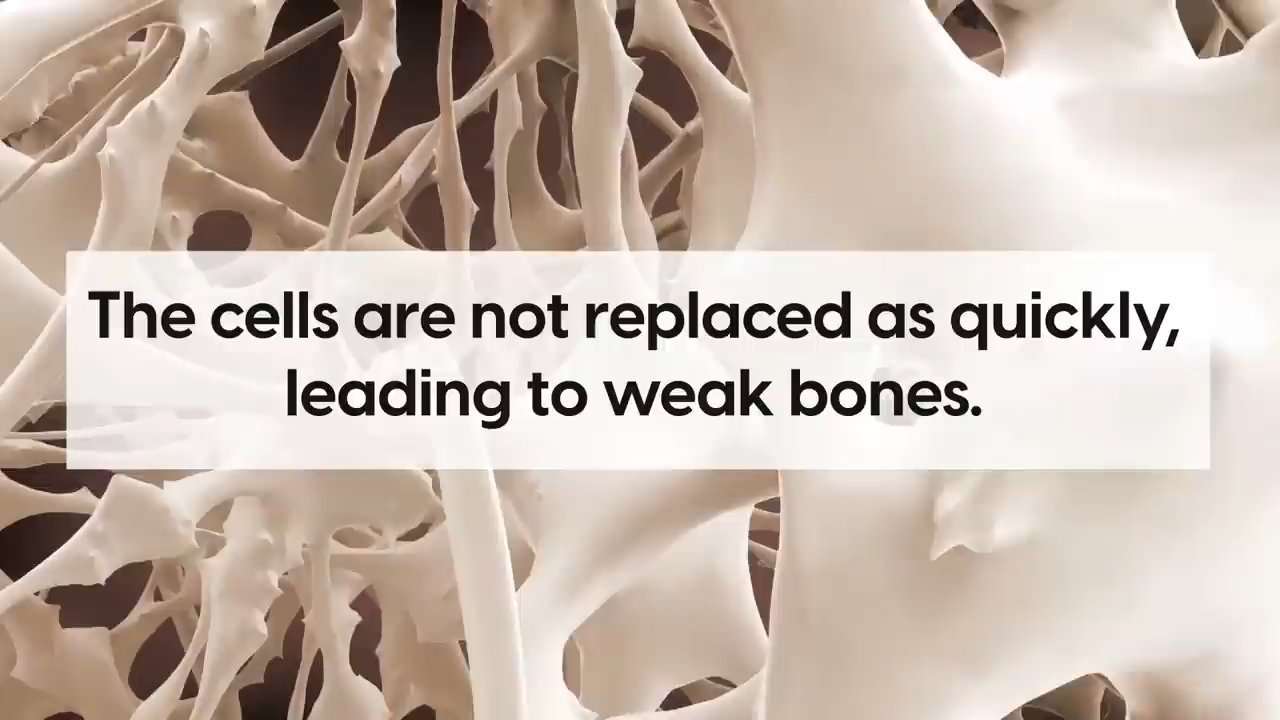 The cells are not replaced as quickly,
leading to weak bones.